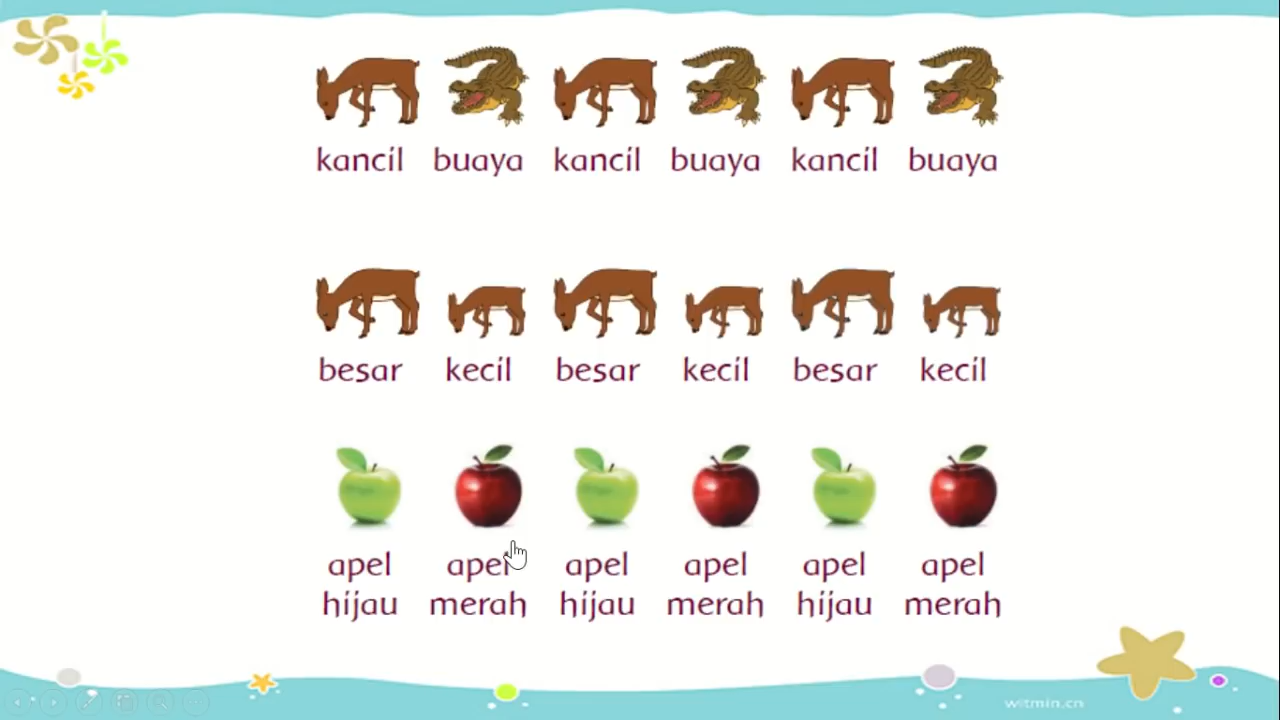 kancil buaya kancil buaya kancil buaya
besar kecil besar kecil besar kecil
apel apel apel apel apel apel
hijau merah hijau merah hijau merah
witmin.cn